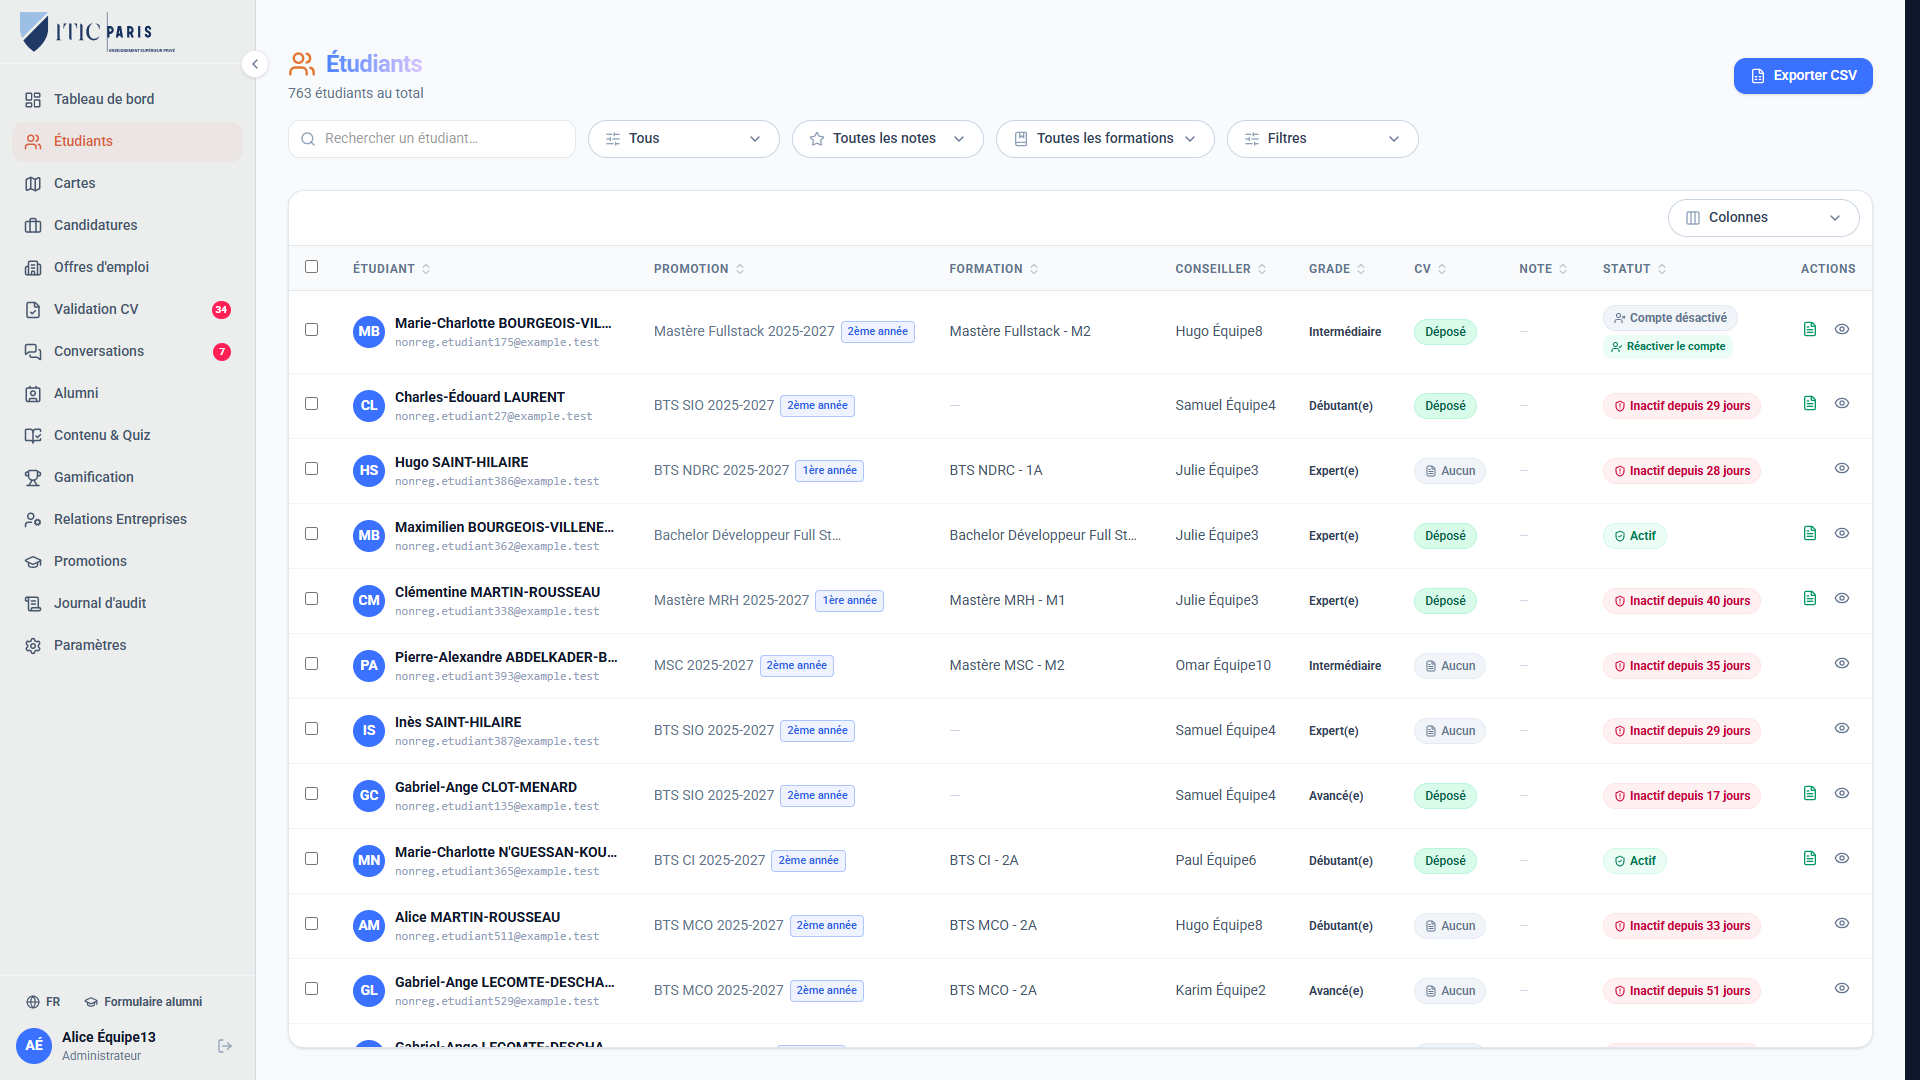 ITIC PARIS
ENSEIGNEMENT SUPÉRIEUR PRIVÉ
Tableau de bord
Étudiants
Cartes
Candidatures
Offres d'emploi
Validation CV 34
Conversations 7
Alumni
Contenu & Quiz
Gamification
Relations Entreprises
Promotions
Journal d'audit
Paramètres
FR Formulaire alumni
AÉ Alice Équipe13
Administrateur
Étudiants
763 étudiants au total
Exporter CSV
Rechercher un étudiant... Tous Toutes les notes Toutes les formations Filtres
Colonnes
ÉTUDIANT PROMOTION FORMATION CONSEILLER GRADE CV NOTE STATUT ACTIONS
MB Marie-Charlotte BOURGEOIS-VIL... Mastère Fullstack 2025-2027 2ème année Mastère Fullstack - M2 Hugo Équipe8 Intermédiaire Déposé — Compte désactivé
nonreg.etudiant175@example.test Réactiver le compte
CL Charles-Édouard LAURENT BTS SIO 2025-2027 2ème année — Samuel Équipe4 Débutant(e) Déposé — Inactif depuis 29 jours
nonreg.etudiant27@example.test
HS Hugo SAINT-HILAIRE BTS NDRC 2025-2027 1ère année BTS NDRC - 1A Julie Équipe3 Expert(e) Aucun — Inactif depuis 28 jours
nonreg.etudiant386@example.test
MB Maximilien BOURGEOIS-VILLENE... Bachelor Développeur Full St... Bachelor Développeur Full St... Julie Équipe3 Expert(e) Déposé — Actif
nonreg.etudiant362@example.test
CM Clémentine MARTIN-ROUSSEAU Mastère MRH 2025-2027 1ère année Mastère MRH - M1 Julie Équipe3 Expert(e) Déposé — Inactif depuis 40 jours
nonreg.etudiant338@example.test
PA Pierre-Alexandre ABDELKADER-B... MSC 2025-2027 2ème année Mastère MSC - M2 Omar Équipe10 Intermédiaire Aucun — Inactif depuis 35 jours
nonreg.etudiant393@example.test
IS Inès SAINT-HILAIRE BTS SIO 2025-2027 2ème année — Samuel Équipe4 Expert(e) Aucun — Inactif depuis 29 jours
nonreg.etudiant387@example.test
GC Gabriel-Ange CLOT-MENARD BTS SIO 2025-2027 2ème année — Samuel Équipe4 Avancé(e) Déposé — Inactif depuis 17 jours
nonreg.etudiant135@example.test
MN Marie-Charlotte N'GUESSAN-KOU... BTS CI 2025-2027 2ème année BTS CI - 2A Paul Équipe6 Débutant(e) Déposé — Actif
nonreg.etudiant365@example.test
AM Alice MARTIN-ROUSSEAU BTS MCO 2025-2027 2ème année BTS MCO - 2A Hugo Équipe8 Débutant(e) Aucun — Inactif depuis 33 jours
nonreg.etudiant511@example.test
GL Gabriel-Ange LECOMTE-DESCHA... BTS MCO 2025-2027 2ème année BTS MCO - 2A Karim Équipe2 Avancé(e) Aucun — Inactif depuis 51 jours
nonreg.etudiant529@example.test
Gabriel-Ange LECOMTE-DESCHA...